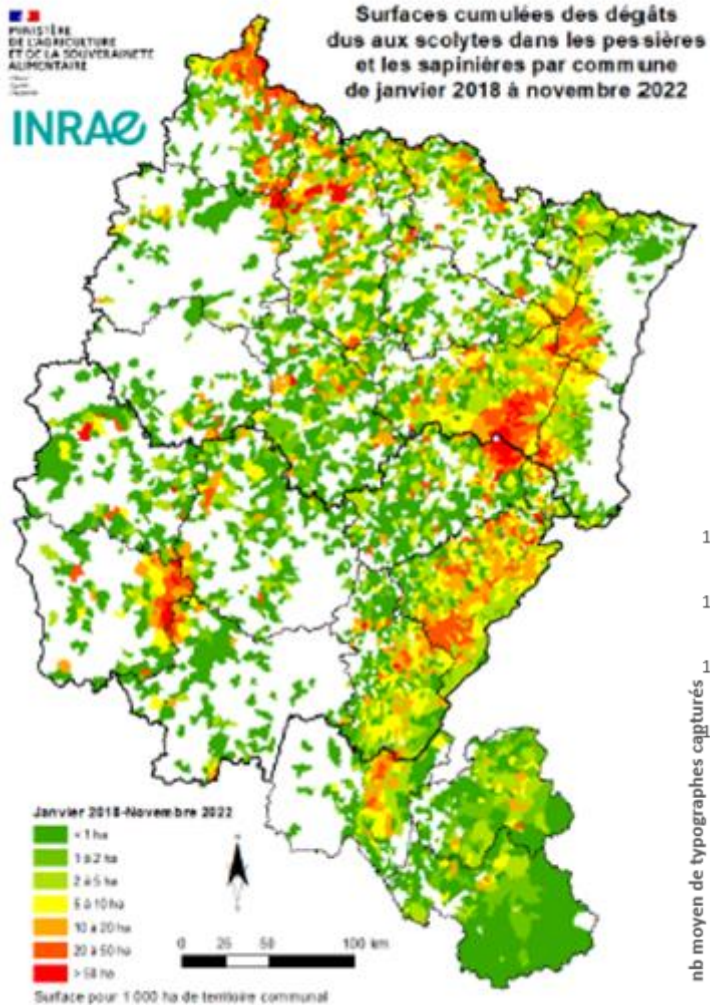 MINISTÈRE
DE L'AGRICULTURE
ET DE LA SOUVERAINETÉ
ALIMENTAIRE
INRAE
Surfaces cumulées des dégâts
dus aux scolytes dans les pessières
et les sapinières par commune
de janvier 2018 à novembre 2022
1
1
1
nb moyen de typographes capturés
Janvier 2018-Novembre 2022
< 1 ha
1 à 2 ha
2 à 5 ha
5 à 10 ha
10 à 20 ha
20 à 50 ha
> 50 ha
0 25 50 100 km
Surface pour 1 000 ha de territoire communal